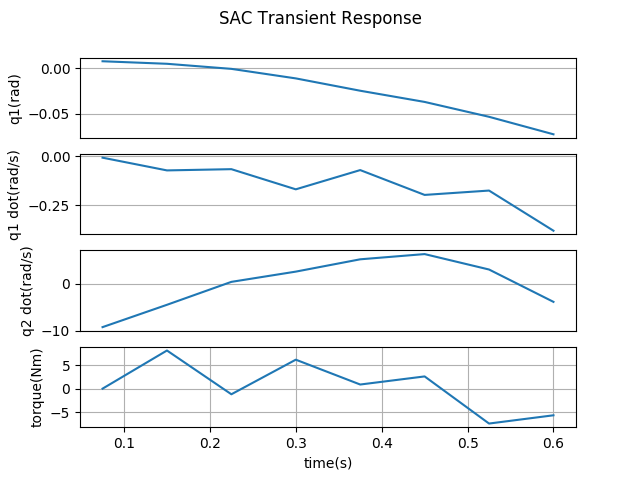 SAC Transient Response
q1(rad)
0.00
−0.05
q1 dot(rad/s)
0.00
−0.25
q2 dot(rad/s)
0
−10
torque(Nm)
5
0
−5
0.1 0.2 0.3 0.4 0.5 0.6
time(s)